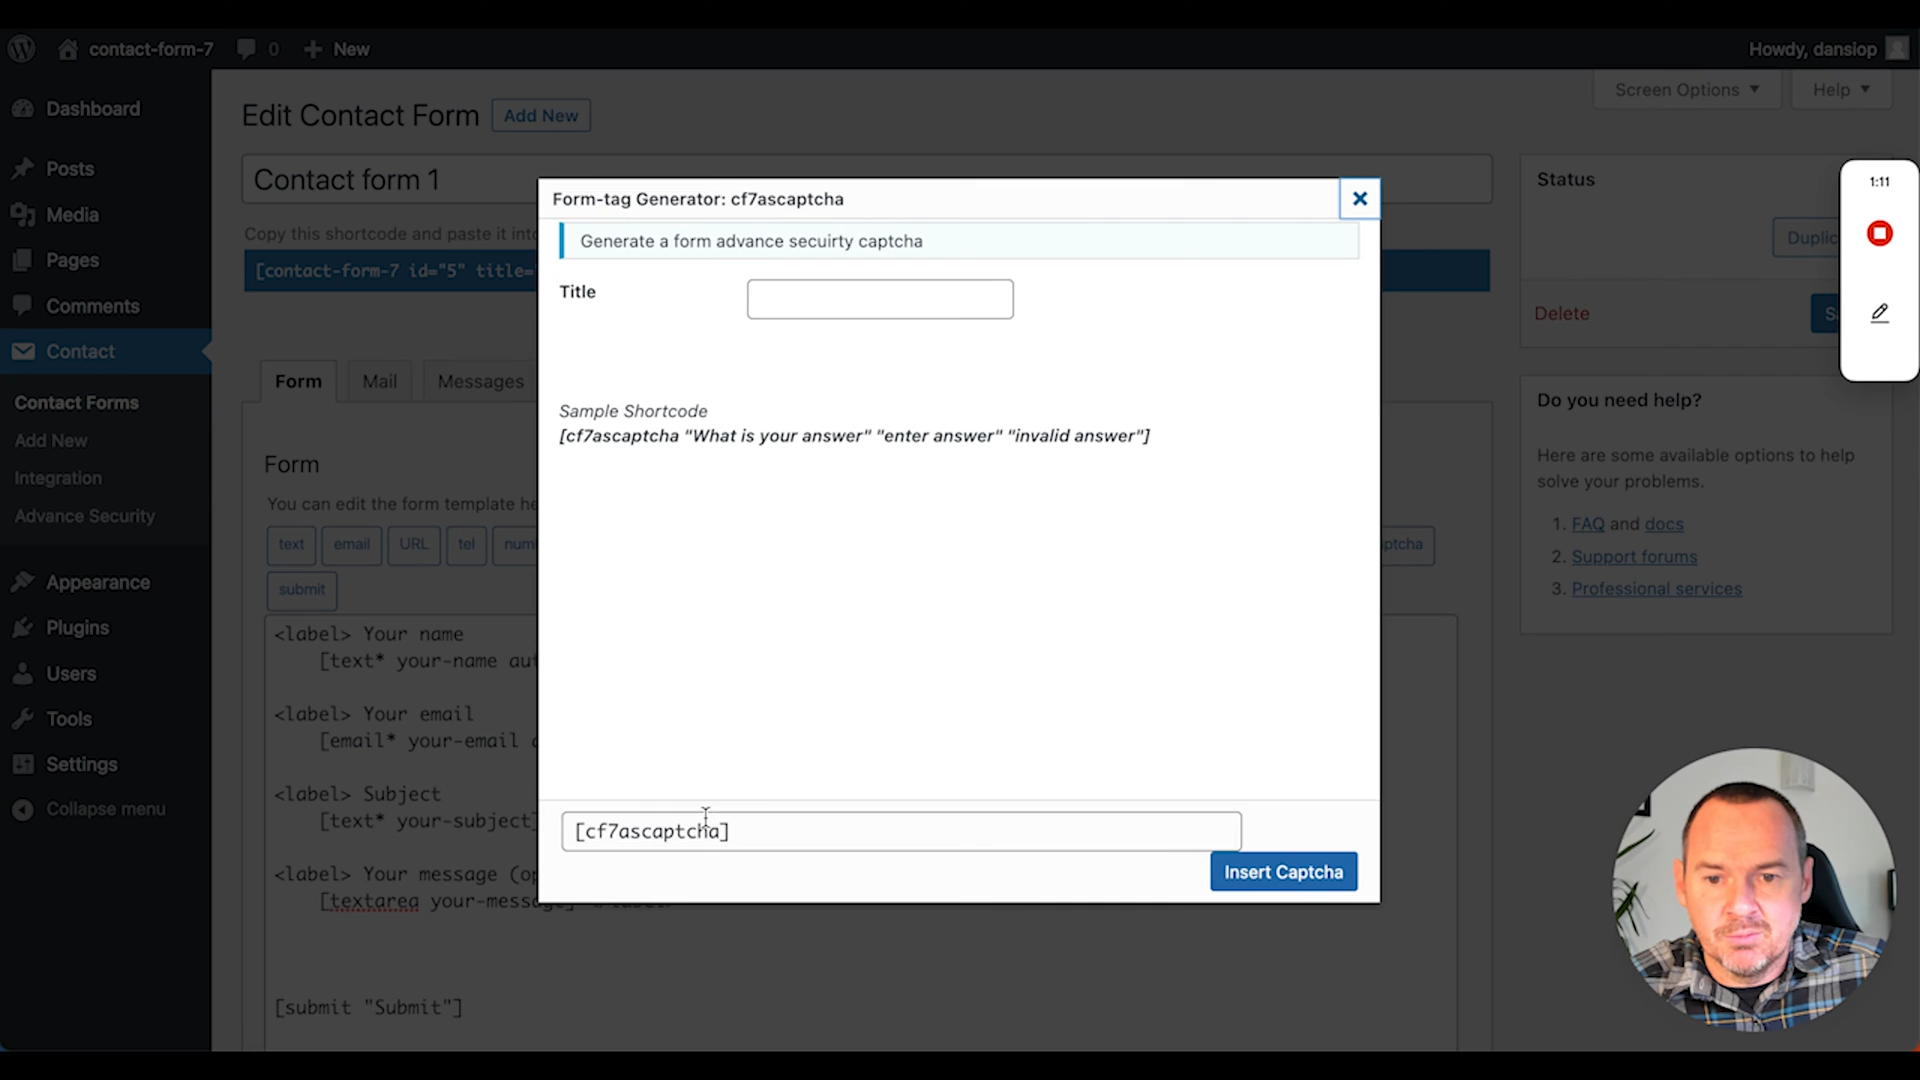 contact-form-7
0
New
Howdy, dansiop
Dashboard
Posts
Media
Pages
Comments
Contact
Contact Forms
Add New
Integration
Advance Security
Appearance
Plugins
Users
Tools
Settings
Collapse menu
Screen Options
Help
Edit Contact Form
Add New
Contact form 1
Copy this shortcode and paste it into
[contact-form-7 id="5" title=
Form
Mail
Messages
Form
You can edit the form template
text
email
URL
tel
submit
<label> Your name
[text* your-name
<label> Your email
[email* your-email
<label> Subject
[text* your-subject]
<label> Your message
[textarea your-message]
[submit "Submit"]
Form-tag Generator: cf7ascaptcha
Generate a form advance secuirty captcha
Title
Sample Shortcode
[cf7ascaptcha "What is your answer" "enter answer" "invalid answer"]
[cf7ascaptcha]
Insert Captcha
Status
Delete
Do you need help?
Here are some available options to help
solve your problems.
1. FAQ and docs
2. Support forums
3. Professional services
1:11